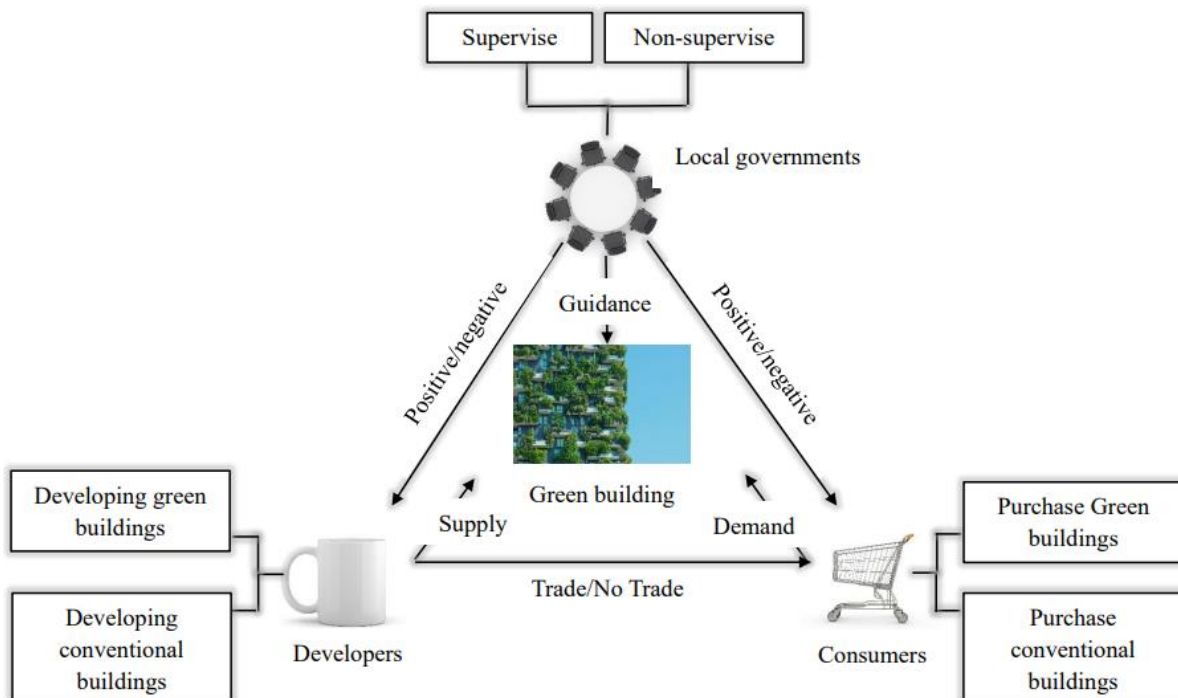 Supervise
Non-supervise
Local governments
Guidance
Positive/negative
Positive/negative
Green building
Developing green
buildings
Supply
Demand
Purchase Green
buildings
Trade/No Trade
Developing
conventional
buildings
Developers
Consumers
Purchase
conventional
buildings